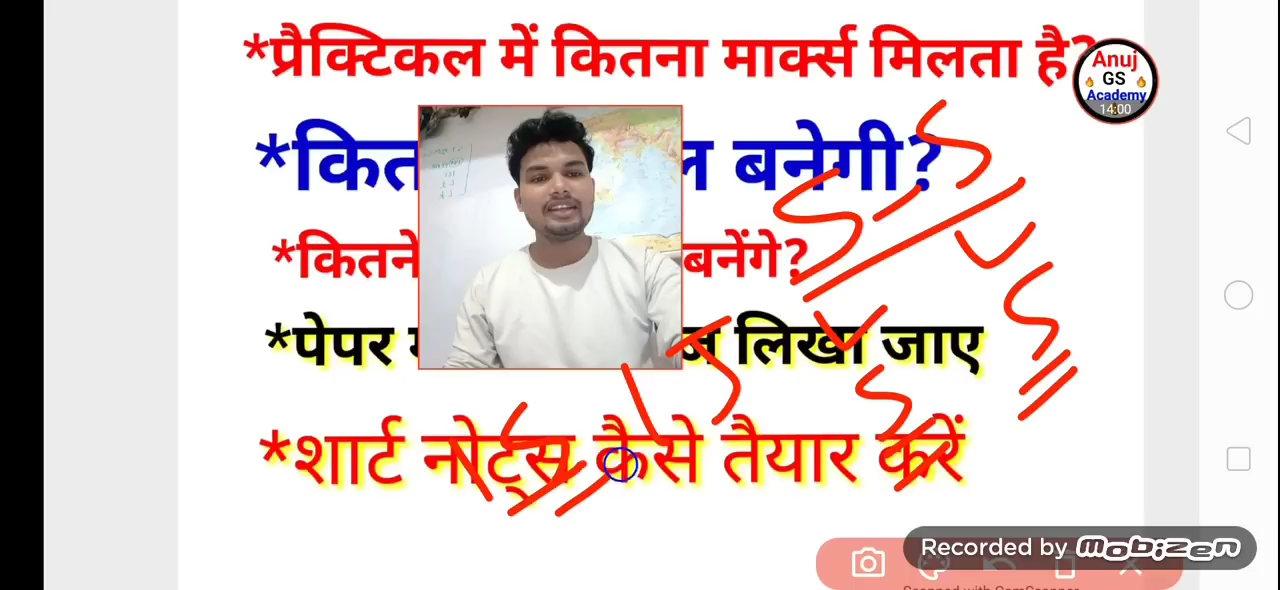 *प्रैक्टिकल में कितना मार्क्स मिलता है?
Anuj
GS
Academy
14:00
*कित ल बनेगी?
*कितने बनेंगे?
*पेपर ज लिखा जाए
*शार्ट नोट्स कैसे तैयार करें
Recorded by Mobizen